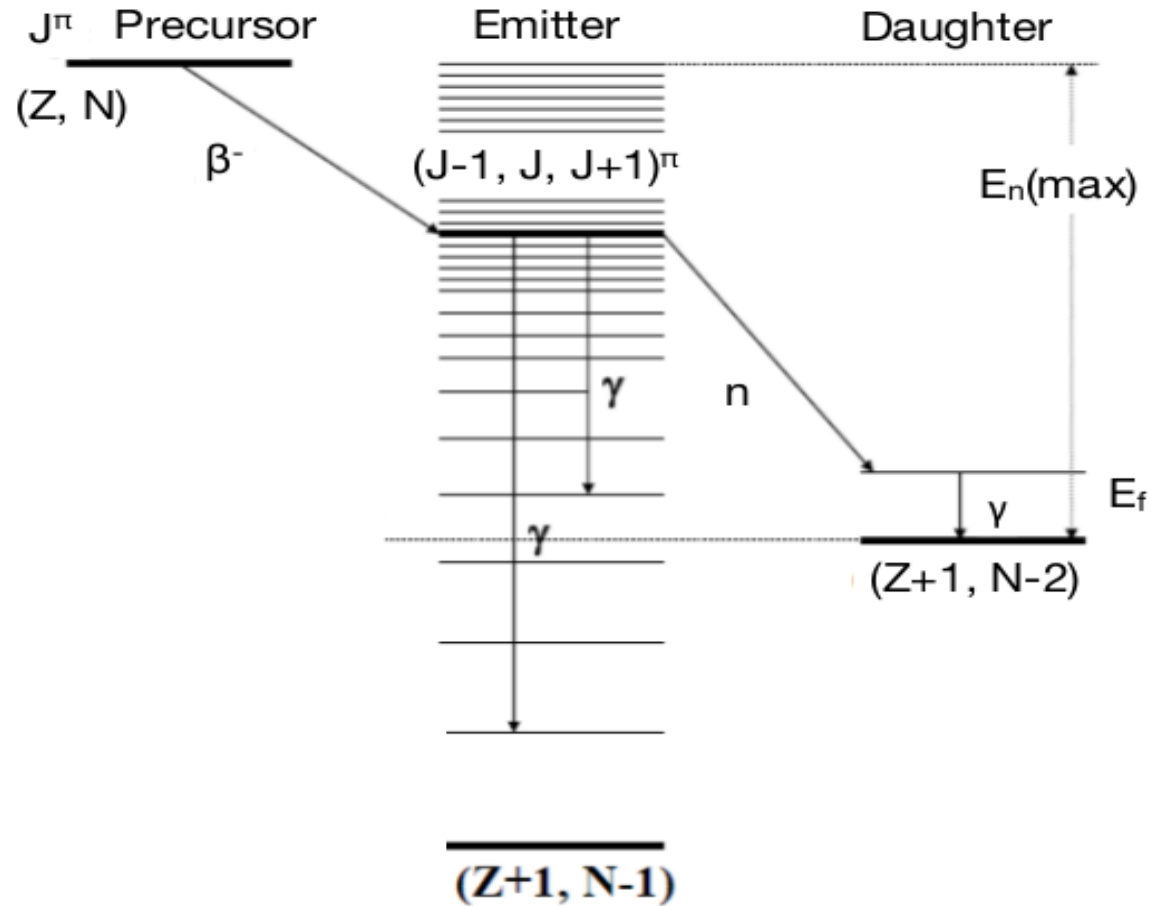 Jπ Precursor
Emitter
Daughter
(Z, N)
β-
(J-1, J, J+1)π
En(max)
γ
n
γ
γ
Ef
(Z+1, N-2)
(Z+1, N-1)